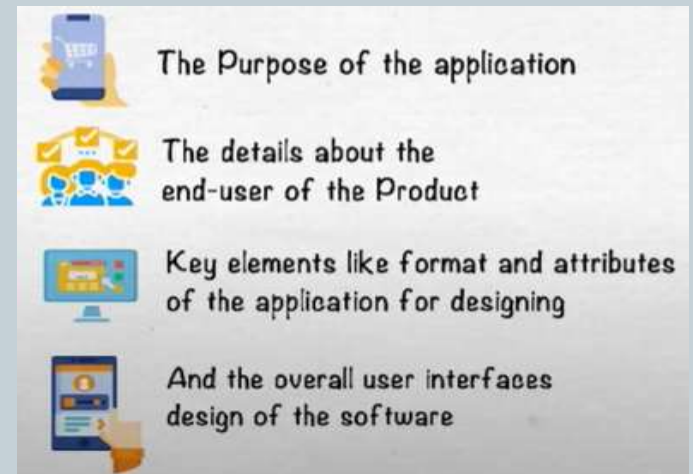 The Purpose of the application
The details about the
end-user of the Product
Key elements like format and attributes
of the application for designing
And the overall user interfaces
design of the software